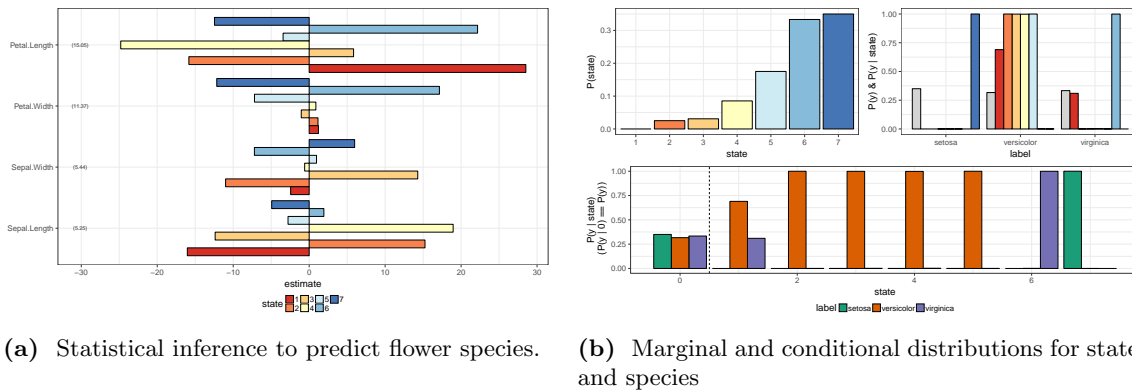 Petal.Length
(15.05)
Petal.Width
(11.37)
Sepal.Width
(5.44)
Sepal.Length
(5.25)
−30 −20 −10 0 10 20 30
estimate
state 1 3 5 7
2 4 6
P(state)
0.3
0.2
0.1
0.0
1 2 3 4 5 6 7
state
P(y) & P(y | state)
1.00
0.75
0.50
0.25
0.00
setosa versicolor virginica
label
P(y | state)
(P(y | 0) == P(y))
1.00
0.75
0.50
0.25
0.00
0 2 4 6
state
label setosa versicolor virginica
(a) Statistical inference to predict flower species.
(b) Marginal and conditional distributions for state
and species